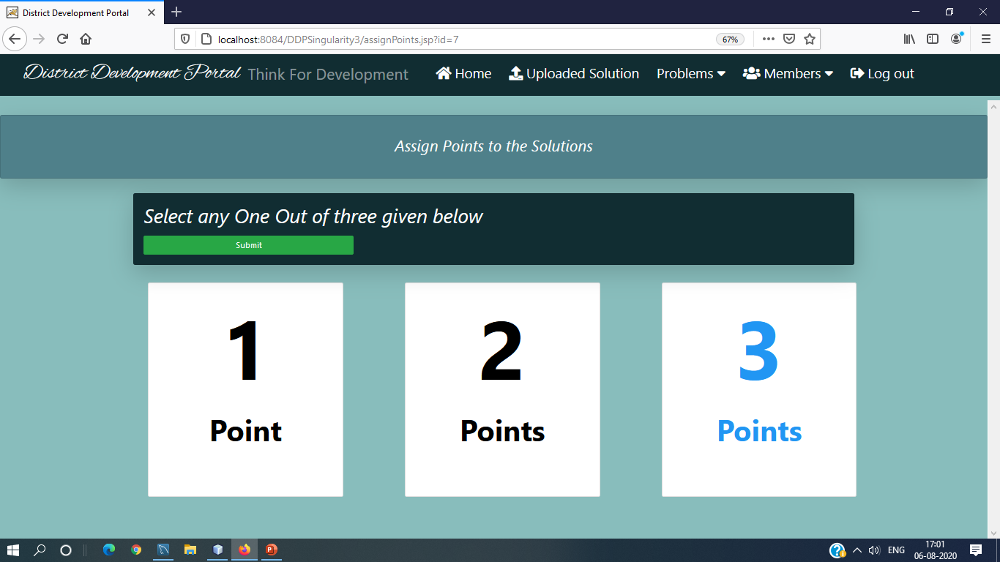 District Development Portal
localhost:8084/DDPSingularity3/assignPoints.jsp?id=7
67%
District Development Portal Think For Development Home Uploaded Solution Problems Members Log out
Assign Points to the Solutions
Select any One Out of three given below
Submit
1 2 3
Point Points Points
ENG
17:01
06-08-2020